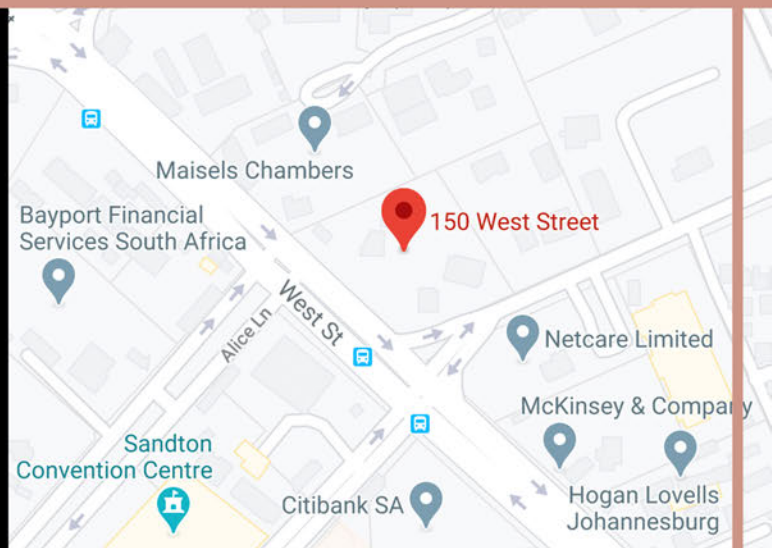 Maisels Chambers
Bayport Financial
Services South Africa
150 West Street
West St
Alice Ln
Netcare Limited
McKinsey & Company
Sandton
Convention Centre
Citibank SA
Hogan Lovells
Johannesburg